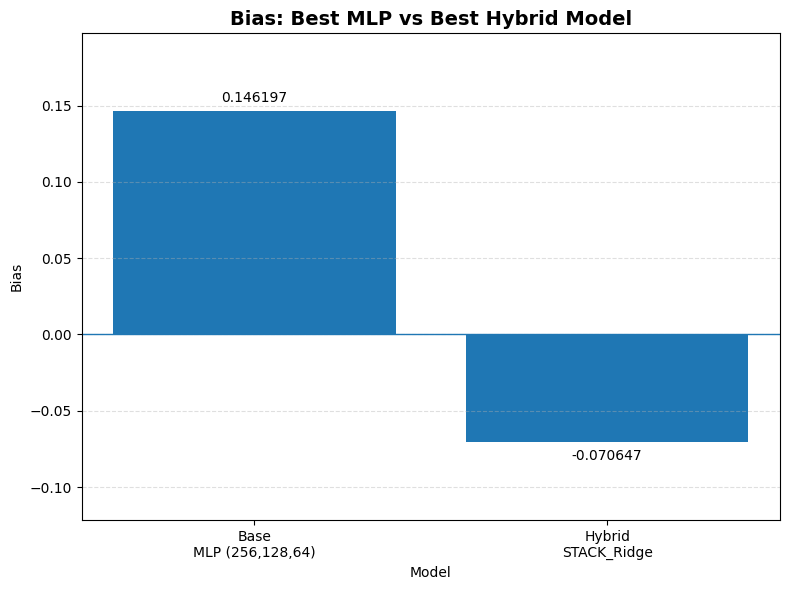 Bias: Best MLP vs Best Hybrid Model
0.146197
-0.070647
0.15
0.10
0.05
0.00
−0.05
−0.10
Bias
Base
MLP (256,128,64)
Hybrid
STACK_Ridge
Model